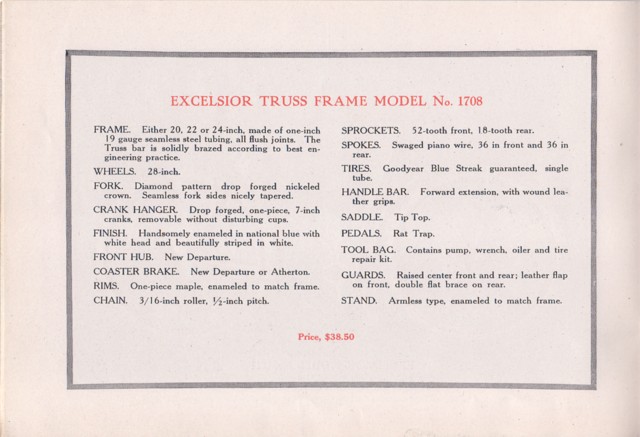 EXCELSIOR TRUSS FRAME MODEL No. 1708
FRAME. Either 20, 22 or 24-inch, made of one-inch
19 gauge seamless steel tubing, all flush joints. The
Truss bar is solidly brazed according to best en-
gineering practice.
WHEELS. 28-inch.
FORK. Diamond pattern drop forged nickeled
crown. Seamless fork sides nicely tapered.
CRANK HANGER. Drop forged, one-piece, 7-inch
cranks, removable without disturbing cups.
FINISH. Handsomely enameled in national blue with
white head and beautifully striped in white.
FRONT HUB. New Departure.
COASTER BRAKE. New Departure or Atherton.
RIMS. One-piece maple, enameled to match frame.
CHAIN. 3/16-inch roller, ½-inch pitch.
SPROCKETS. 52-tooth front, 18-tooth rear.
SPOKES. Swaged piano wire, 36 in front and 36 in
rear.
TIRES. Goodyear Blue Streak guaranteed, single
tube.
HANDLE BAR. Forward extension, with wound lea-
ther grips.
SADDLE. Tip Top.
PEDALS. Rat Trap.
TOOL BAG. Contains pump, wrench, oiler and tire
repair kit.
GUARDS. Raised center front and rear; leather flap
on front, double flat brace on rear.
STAND. Armless type, enameled to match frame.
Price, $38.50